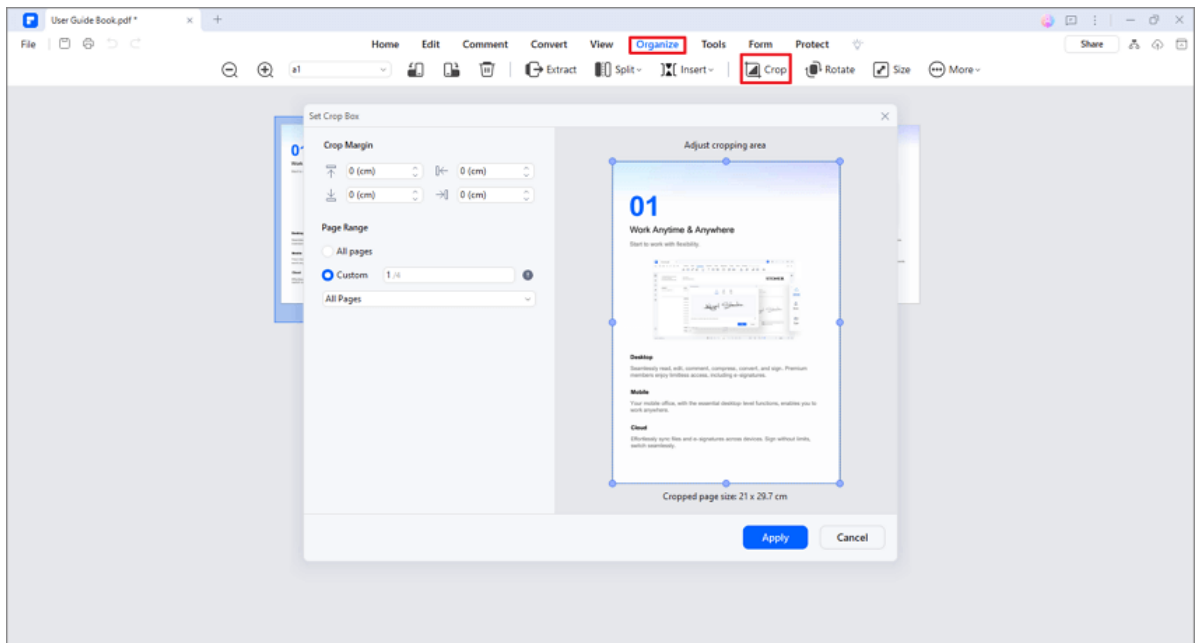 User Guide Book.pdf *
File Home Edit Comment Convert View Organize Tools Form Protect Share
a1 Extract Split Insert Crop Rotate Size More
Set Crop Box
Crop Margin
0 (cm) 0 (cm)
0 (cm) 0 (cm)
Page Range
All pages
Custom 1 /4
All Pages
Adjust cropping area
01
Work Anytime & Anywhere
Start to work with flexibility.
Desktop
Seamlessly read, edit, comment, compress, convert, and sign. Premium
members enjoy limitless access, including e-signatures.
Mobile
Your mobile office, with the essential desktop-level functions, enables you to
work anywhere.
Cloud
Effortlessly sync files and e-signatures across devices. Sign without limits,
switch seamlessly.
Cropped page size: 21 x 29.7 cm
Apply Cancel